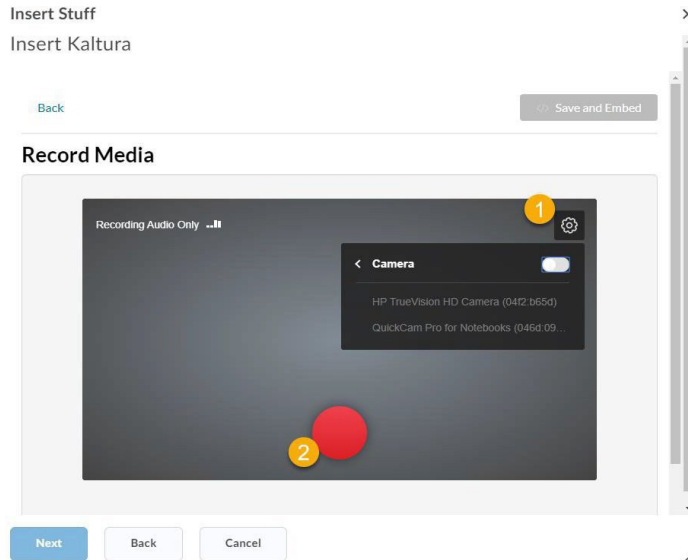 Insert Stuff
Insert Kaltura
Back
</> Save and Embed
Record Media
1
Recording Audio Only
< Camera
HP TrueVision HD Camera (04f2:b65d)
QuickCam Pro for Notebooks (046d:09...
2
Next Back Cancel